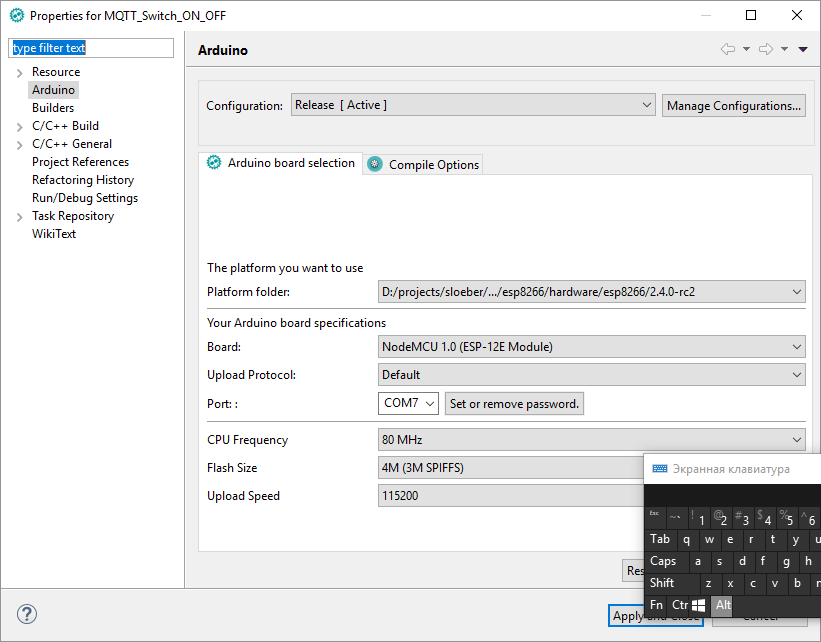 Properties for MQTT_Switch_ON_OFF
type filter text
Resource
Arduino
Builders
C/C++ Build
C/C++ General
Project References
Refactoring History
Run/Debug Settings
Task Repository
WikiText
Arduino
Configuration: Release [ Active ] Manage Configurations...
Arduino board selection Compile Options
The platform you want to use
Platform folder: D:/projects/sloeber/.../esp8266/hardware/esp8266/2.4.0-rc2
Your Arduino board specifications
Board: NodeMCU 1.0 (ESP-12E Module)
Upload Protocol: Default
Port: : COM7 Set or remove password.
CPU Frequency 80 MHz
Flash Size 4M (3M SPIFFS)
Upload Speed 115200
Экранная клавиатура
Esc ~ ` ! 1 @ 2 # 3 $ 4 % 5 ^ 6
Tab q w e r t y u
Caps a s d f g h
Shift z x c v b n
Fn Ctr Alt
Res
Apply and Close Cancel
?